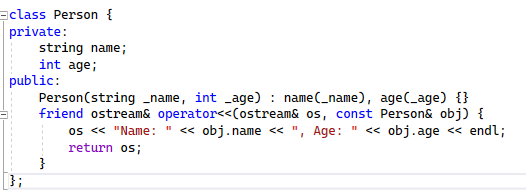 class Person {
private:
    string name;
    int age;
public:
    Person(string _name, int _age) : name(_name), age(_age) {}
    friend ostream& operator<<(ostream& os, const Person& obj) {
        os << "Name: " << obj.name << ", Age: " << obj.age << endl;
        return os;
    }
};